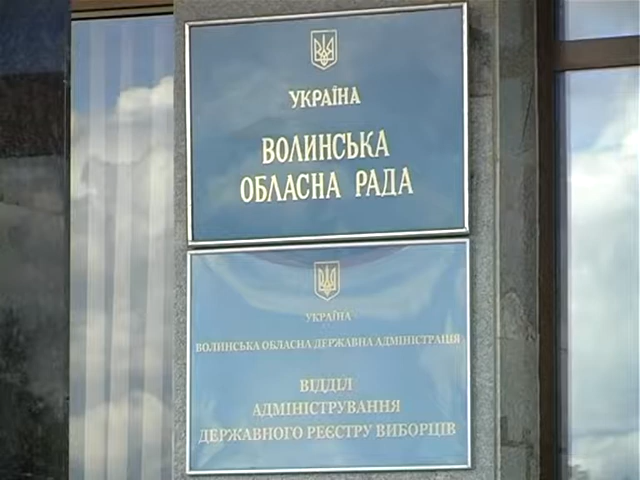 УКРАЇНА
ВОЛИНСЬКА
ОБЛАСНА РАДА
УКРАЇНА
ВОЛИНСЬКА ОБЛАСНА ДЕРЖАВНА АДМІНІСТРАЦІЯ
ВІДДІЛ
АДМІНІСТРУВАННЯ
ДЕРЖАВНОГО РЕЄСТРУ ВИБОРЦІВ